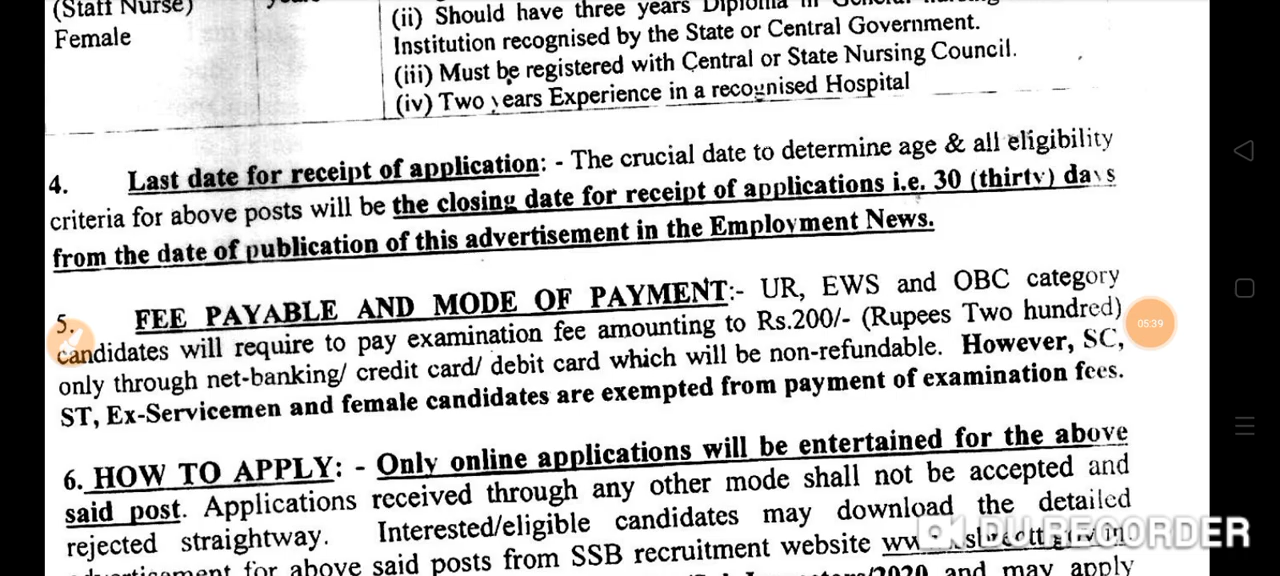 (Staff Nurse)
Female
(ii) Should have three years Diploma in General
Institution recognised by the State or Central Government.
(iii) Must be registered with Central or State Nursing Council.
(iv) Two years Experience in a recognised Hospital
4. Last date for receipt of application: - The crucial date to determine age & all eligibility
criteria for above posts will be the closing date for receipt of applications i.e. 30 (thirty) days
from the date of publication of this advertisement in the Employment News.
5. FEE PAYABLE AND MODE OF PAYMENT:- UR, EWS and OBC category
candidates will require to pay examination fee amounting to Rs.200/- (Rupees Two hundred)
only through net-banking/ credit card/ debit card which will be non-refundable. However, SC,
ST, Ex-Servicemen and female candidates are exempted from payment of examination fees.
05:39
6. HOW TO APPLY: - Only online applications will be entertained for the above
said post. Applications received through any other mode shall not be accepted and
rejected straightway. Interested/eligible candidates may download the detailed
advertisement for above said posts from SSB recruitment website
/2020 and may apply
DU RECORDER